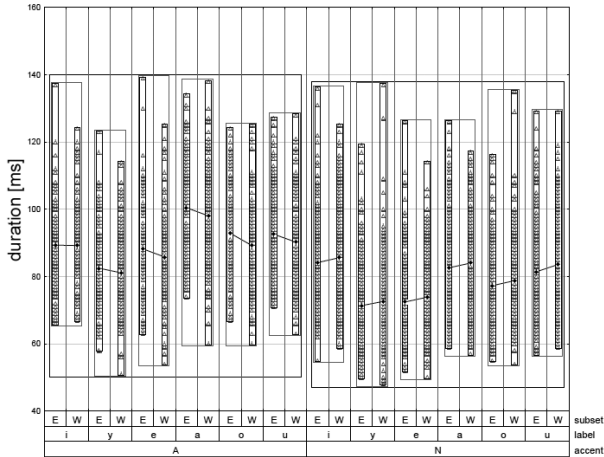 160
140
120
100
80
60
40
duration [ms]
E W E W E W E W E W E W E W E W E W E W E W E W subset
i y e a o u i y e a o u label
A N accent